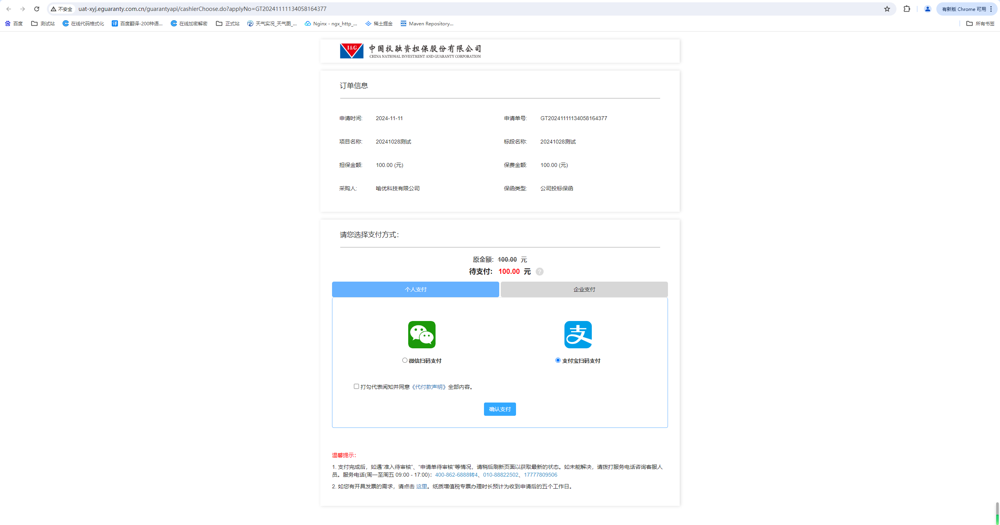 不安全 uat-xyj.eguaranty.com.cn/guarantyapi/cashierChoose.do?applyNo=GT20241111134058164377 有新版 Chrome 可用
百度 测试站 在线代码格式化 译 百度翻译-200种语... 在线加密解密 正式站 天气实况_天气图_... Nginx - ngx_http_... 稀土掘金 MVN Maven Repository... 所有书签
I&G 中国投融资担保股份有限公司
CHINA NATIONAL INVESTMENT AND GUARANTY CORPORATION
订单信息
申请时间: 2024-11-11 申请单号: GT20241111134058164377
项目名称: 20241028测试 标段名称: 20241028测试
担保金额: 100.00 (元) 保费金额: 100.00 (元)
采购人: 喻优科技有限公司 保函类型: 公司投标保函
请您选择支付方式：
原金额: 100.00 元
待支付: 100.00 元 ?
个人支付 企业支付
支
微信扫码支付 支付宝扫码支付
打勾代表阅知并同意《代付款声明》全部内容。
确认支付
温馨提示：
1. 支付完成后，如遇“准入待审核”、“申请单待审核”等情况，请稍后刷新页面以获取最新的状态。如未能解决，请拨打服务电话咨询客服人
员。服务电话(周一至周五 09:00 - 17:00)：400-862-6888转4、010-88822502、17777809506
2. 如您有开具发票的需求，请点击 这里。纸质增值税专票办理时长预计为收到申请后的五个工作日。